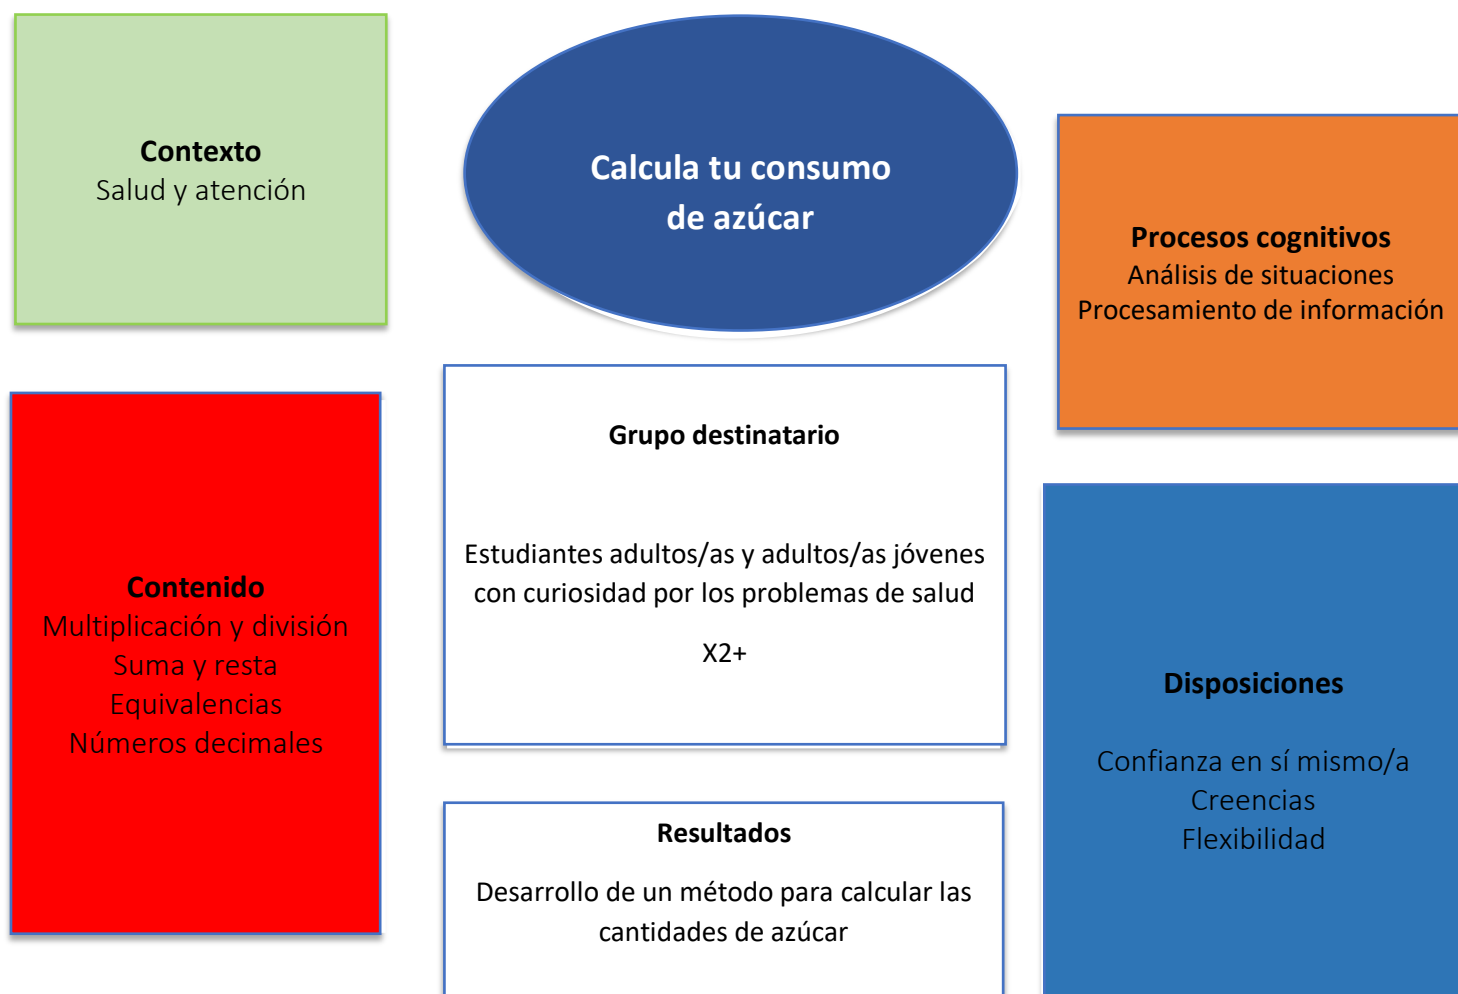 Contexto
Salud y atención
Calcula tu consumo
de azúcar
Procesos cognitivos
Análisis de situaciones
Procesamiento de información
Contenido
Multiplicación y división
Suma y resta
Equivalencias
Números decimales
Grupo destinatario
Estudiantes adultos/as y adultos/as jóvenes
con curiosidad por los problemas de salud
X2+
Disposiciones
Confianza en sí mismo/a
Creencias
Flexibilidad
Resultados
Desarrollo de un método para calcular las
cantidades de azúcar